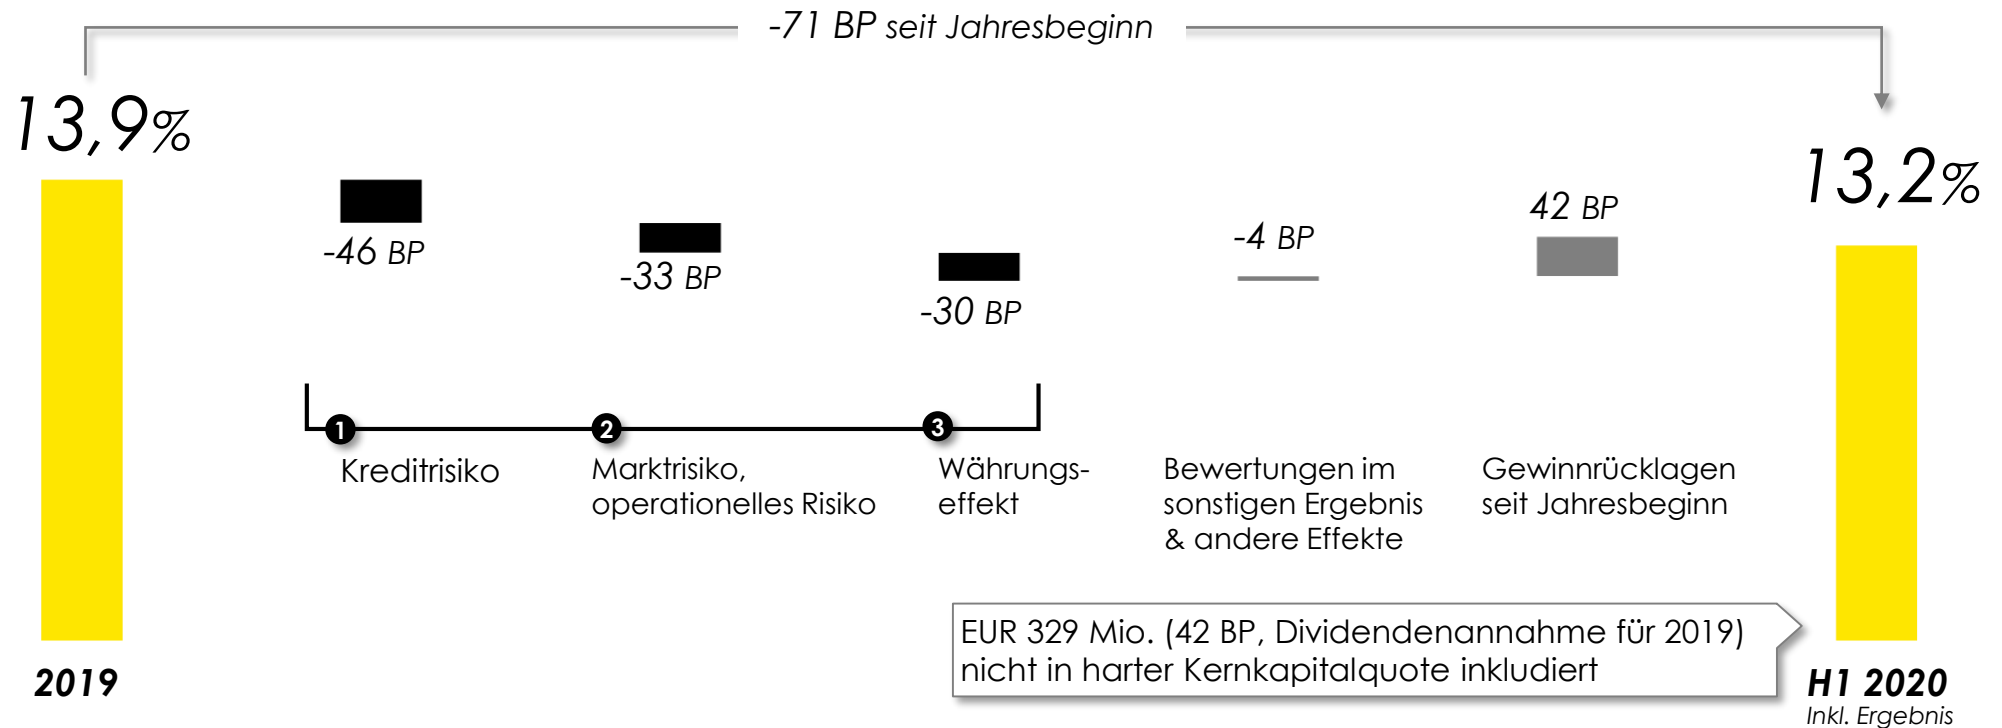 -71 BP seit Jahresbeginn
13,9%
13,2%
-46 BP
-33 BP
-30 BP
-4 BP
42 BP
1
2
3
Kreditrisiko
Marktrisiko,
operationelles Risiko
Währungs-
effekt
Bewertungen im
sonstigen Ergebnis
& andere Effekte
Gewinnrücklagen
seit Jahresbeginn
EUR 329 Mio. (42 BP, Dividendenannahme für 2019)
nicht in harter Kernkapitalquote inkludiert
2019
H1 2020
Inkl. Ergebnis